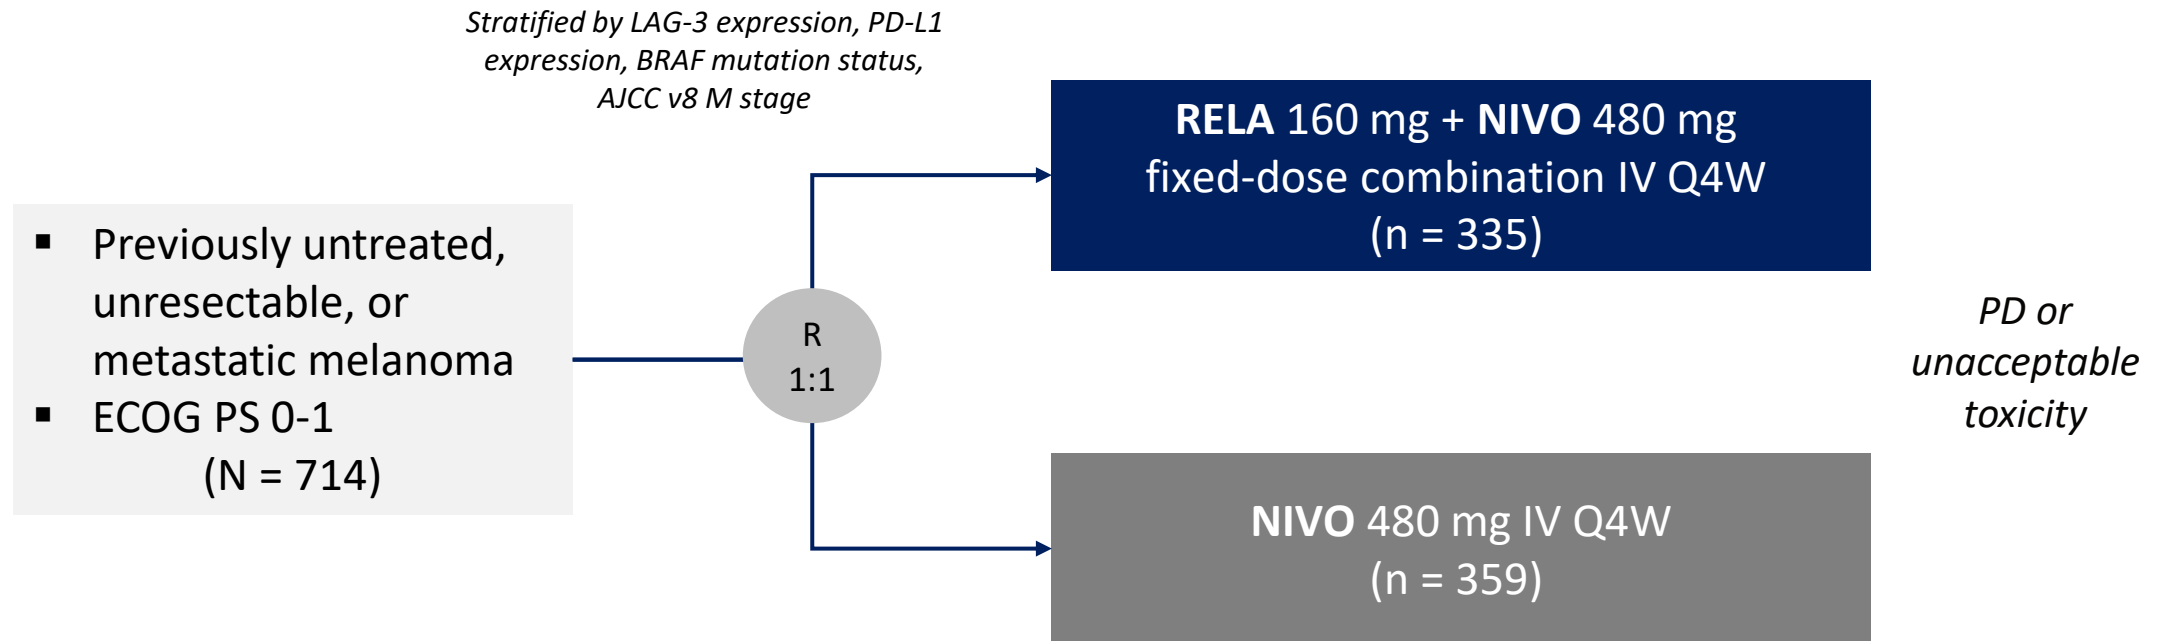 Stratified by LAG-3 expression, PD-L1
expression, BRAF mutation status,
AJCC v8 M stage
▪ Previously untreated,
unresectable, or
metastatic melanoma
▪ ECOG PS 0-1
(N = 714)
R
1:1
RELA 160 mg + NIVO 480 mg
fixed-dose combination IV Q4W
(n = 335)
NIVO 480 mg IV Q4W
(n = 359)
PD or
unacceptable
toxicity